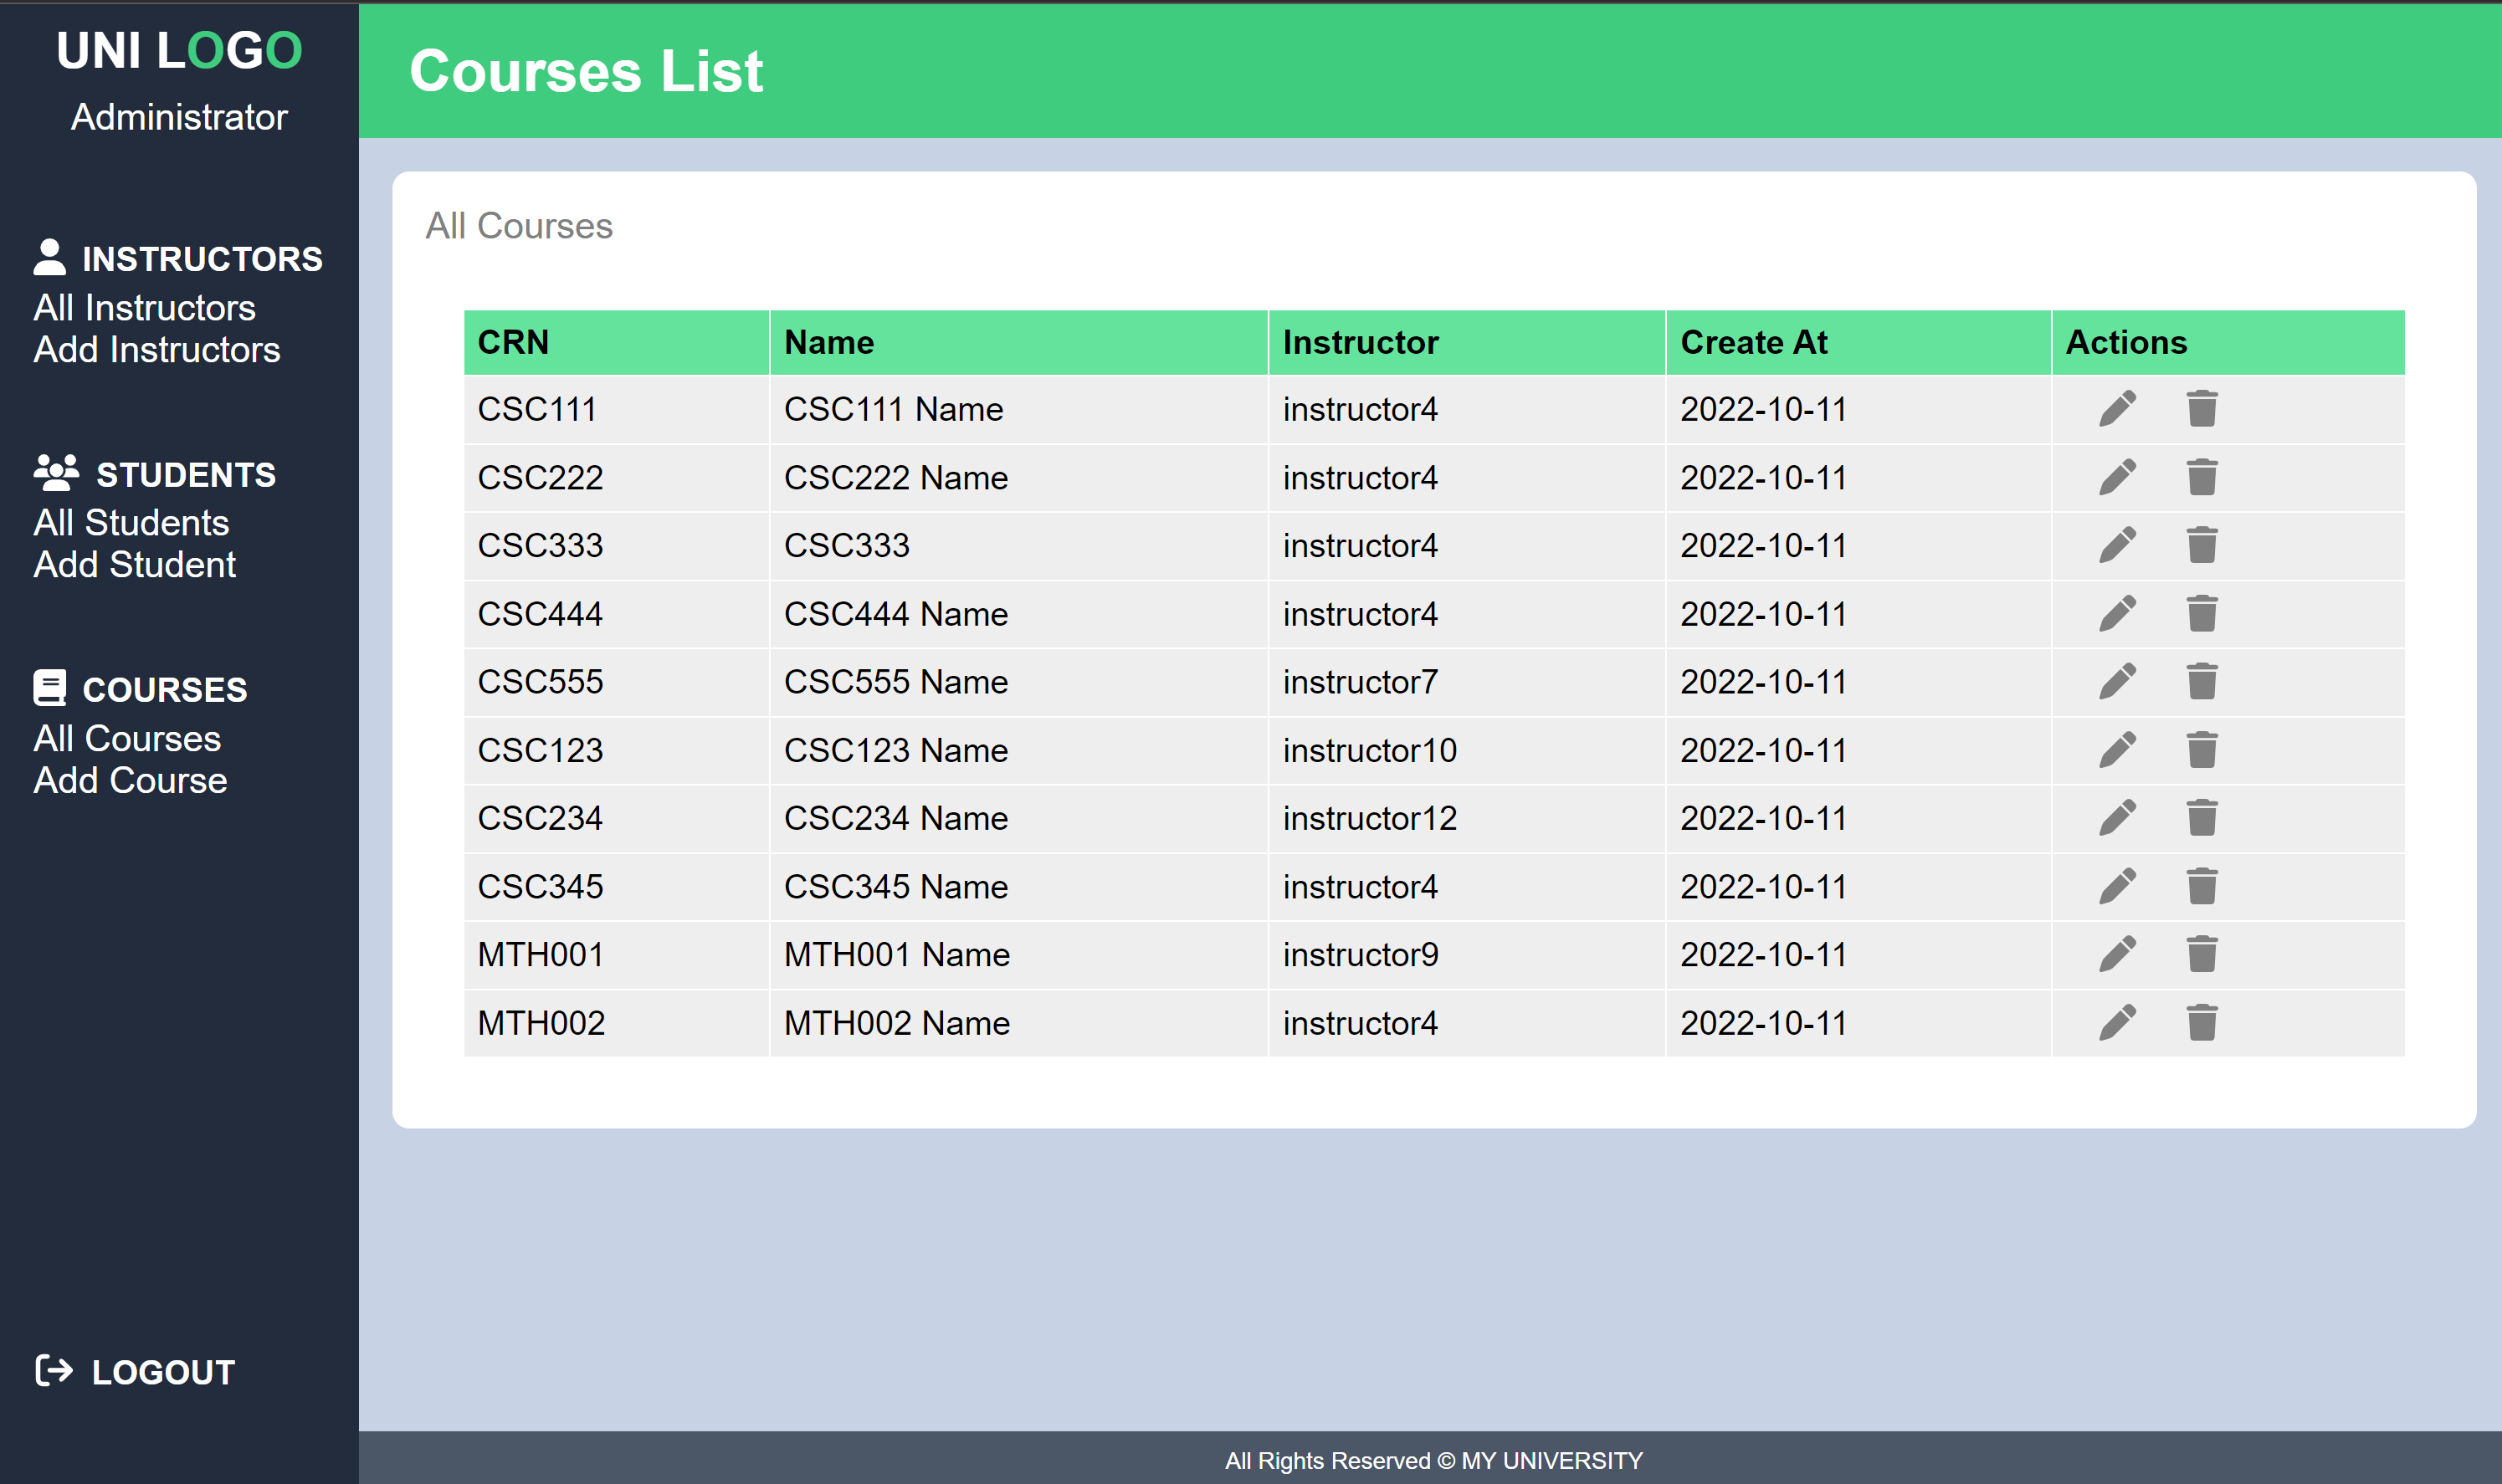 UNI LOGO
Administrator
INSTRUCTORS
All Instructors
Add Instructors
STUDENTS
All Students
Add Student
COURSES
All Courses
Add Course
LOGOUT
Courses List
All Courses
CRN Name Instructor Create At Actions
CSC111 CSC111 Name instructor4 2022-10-11
CSC222 CSC222 Name instructor4 2022-10-11
CSC333 CSC333 instructor4 2022-10-11
CSC444 CSC444 Name instructor4 2022-10-11
CSC555 CSC555 Name instructor7 2022-10-11
CSC123 CSC123 Name instructor10 2022-10-11
CSC234 CSC234 Name instructor12 2022-10-11
CSC345 CSC345 Name instructor4 2022-10-11
MTH001 MTH001 Name instructor9 2022-10-11
MTH002 MTH002 Name instructor4 2022-10-11
All Rights Reserved © MY UNIVERSITY